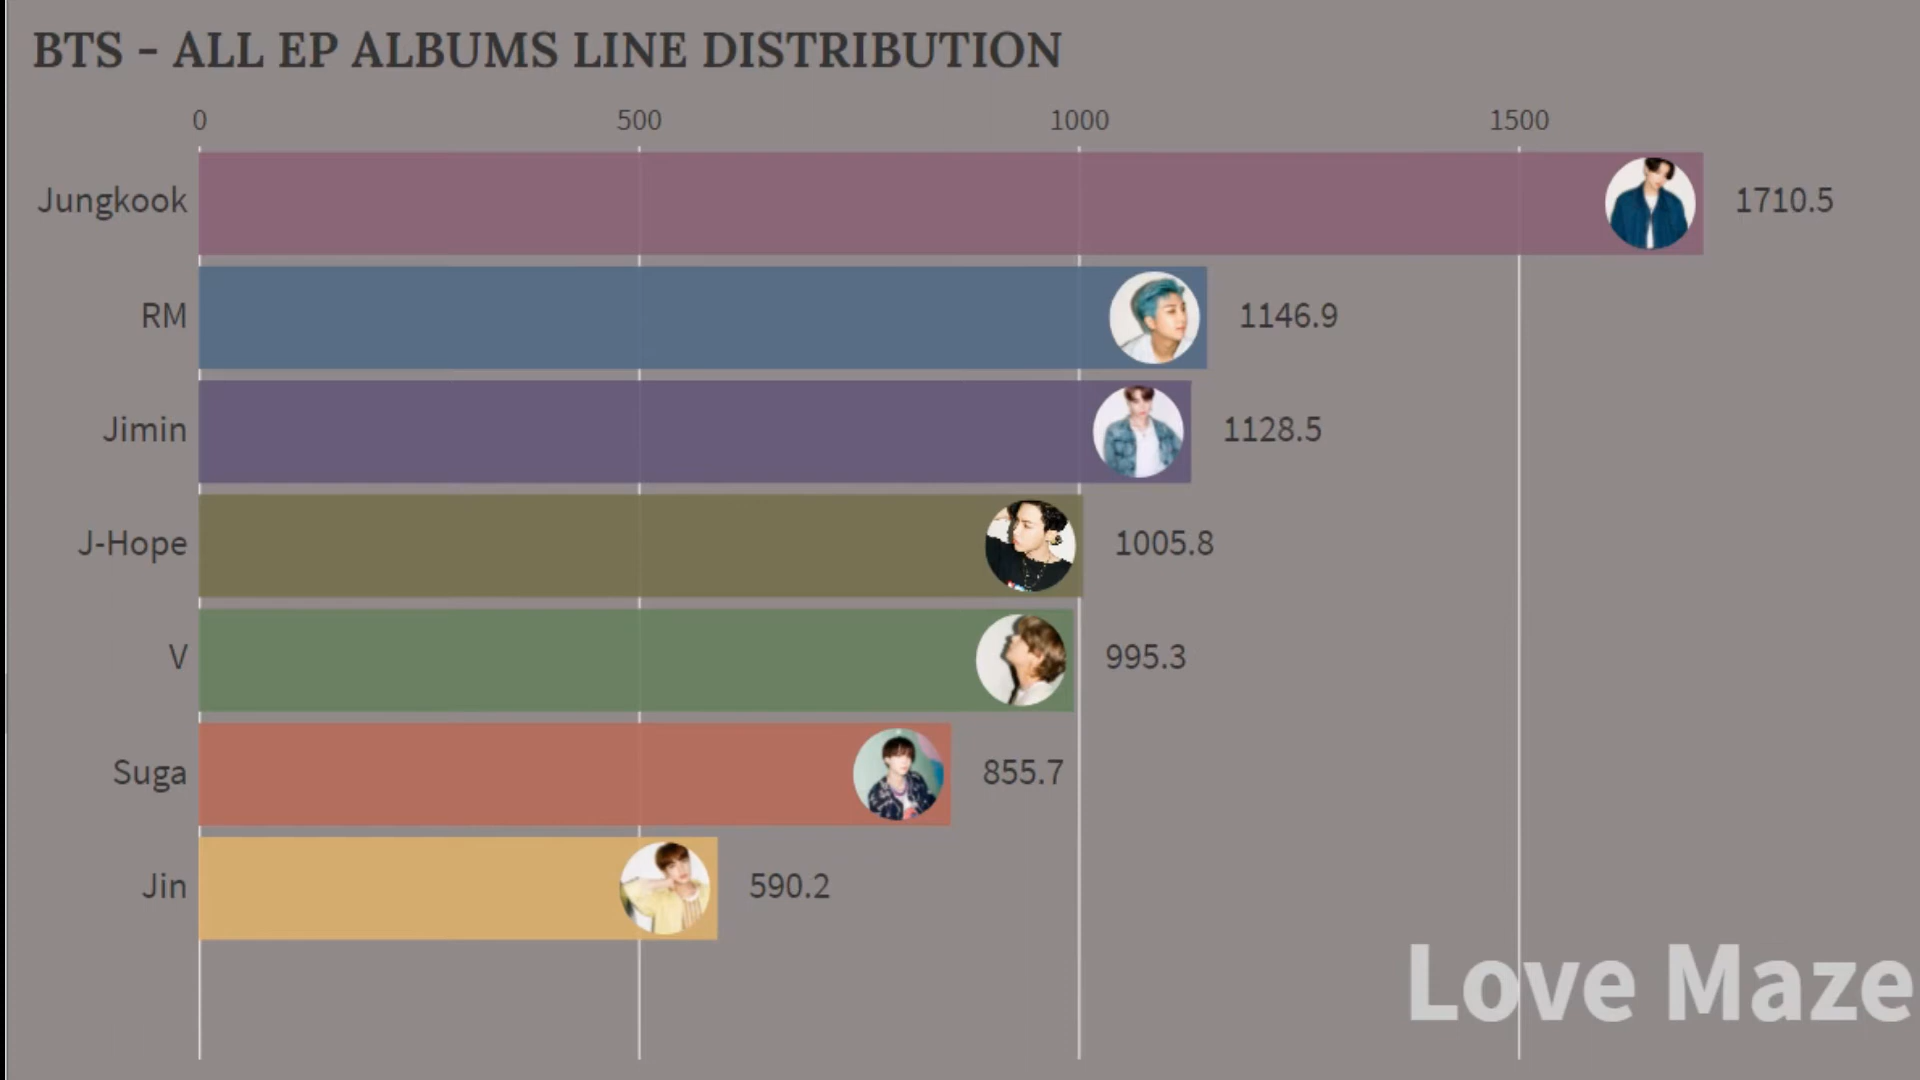 BTS - ALL EP ALBUMS LINE DISTRIBUTION
0 500 1000 1500
Jungkook 1710.5
RM 1146.9
Jimin 1128.5
J-Hope 1005.8
V 995.3
Suga 855.7
Jin 590.2
Love Maze